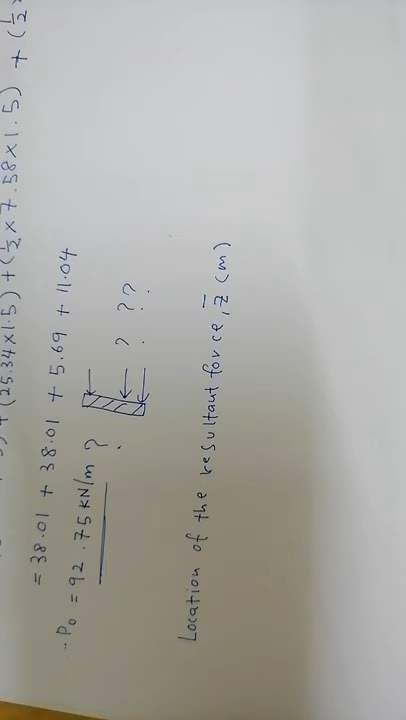 ) + (25.34 × 1.5) + (½ × 7.58 × 1.5) + (½ ×
= 38.01 + 38.01 + 5.69 + 11.04
∴ P₀ = 92.75 kN/m ?
? ? ?
Location of the resultant force, z̄ (m)